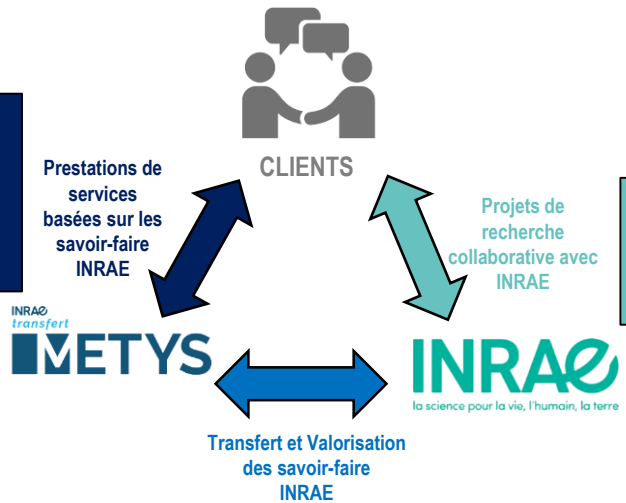 CLIENTS
Prestations de
services
basées sur les
savoir-faire
INRAE
Projets de
recherche
collaborative avec
INRAE
INRAE
transfert
METYS
INRAE
la science pour la vie, l'humain, la terre
Transfert et Valorisation
des savoir-faire
INRAE